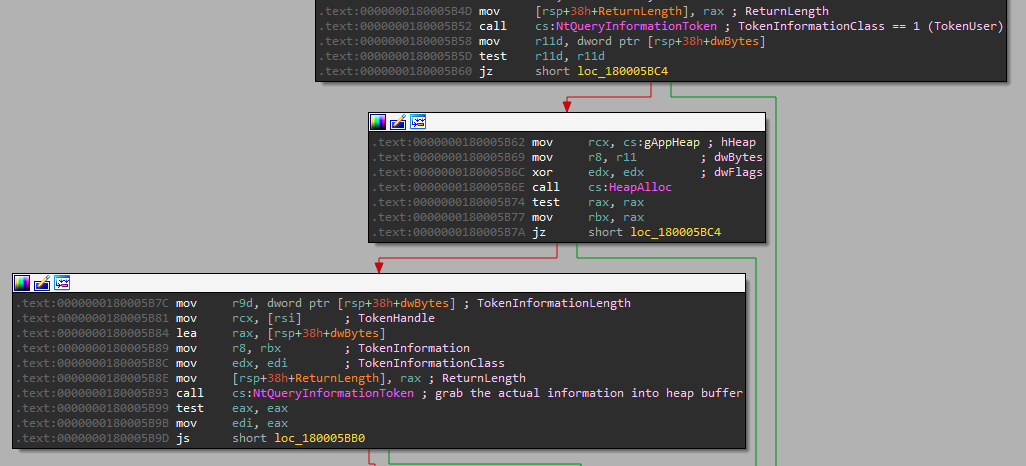 .text:0000000180005B4D mov [rsp+38h+ReturnLength], rax ; ReturnLength
.text:0000000180005B52 call cs:NtQueryInformationToken ; TokenInformationClass == 1 (TokenUser)
.text:0000000180005B58 mov r11d, dword ptr [rsp+38h+dwBytes]
.text:0000000180005B5D test r11d, r11d
.text:0000000180005B60 jz short loc_180005BC4
.text:0000000180005B62 mov rcx, cs:gAppHeap ; hHeap
.text:0000000180005B69 mov r8, r11 ; dwBytes
.text:0000000180005B6C xor edx, edx ; dwFlags
.text:0000000180005B6E call cs:HeapAlloc
.text:0000000180005B74 test rax, rax
.text:0000000180005B77 mov rbx, rax
.text:0000000180005B7A jz short loc_180005BC4
.text:0000000180005B7C mov r9d, dword ptr [rsp+38h+dwBytes] ; TokenInformationLength
.text:0000000180005B81 mov rcx, [rsi] ; TokenHandle
.text:0000000180005B84 lea rax, [rsp+38h+dwBytes]
.text:0000000180005B89 mov r8, rbx ; TokenInformation
.text:0000000180005B8C mov edx, edi ; TokenInformationClass
.text:0000000180005B8E mov [rsp+38h+ReturnLength], rax ; ReturnLength
.text:0000000180005B93 call cs:NtQueryInformationToken ; grab the actual information into heap buffer
.text:0000000180005B99 test eax, eax
.text:0000000180005B9B mov edi, eax
.text:0000000180005B9D js short loc_180005BB0